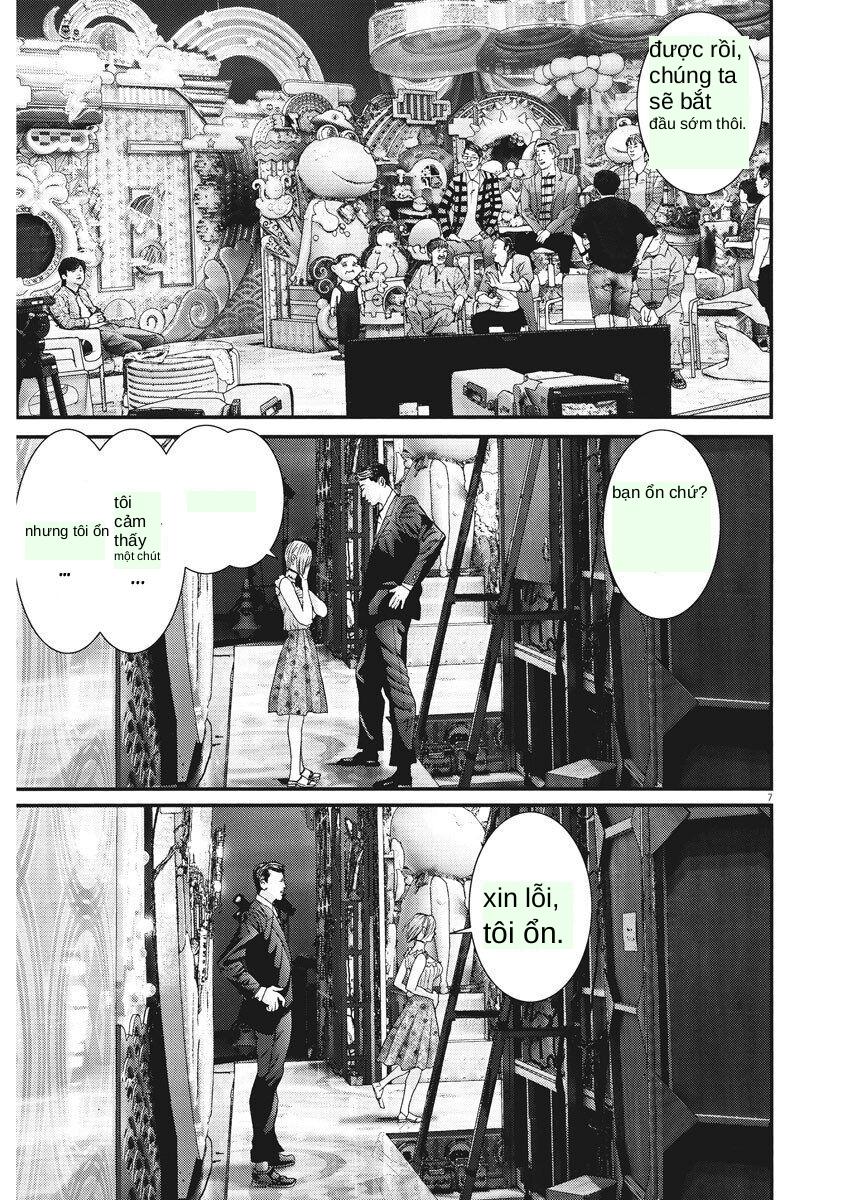 được rồi,
chúng ta
sẽ bắt
đầu sớm thôi.
bạn ổn chứ?
tôi
cảm
thấy
một chút
...
nhưng tôi ổn
...
7
xin lỗi,
tôi ổn.